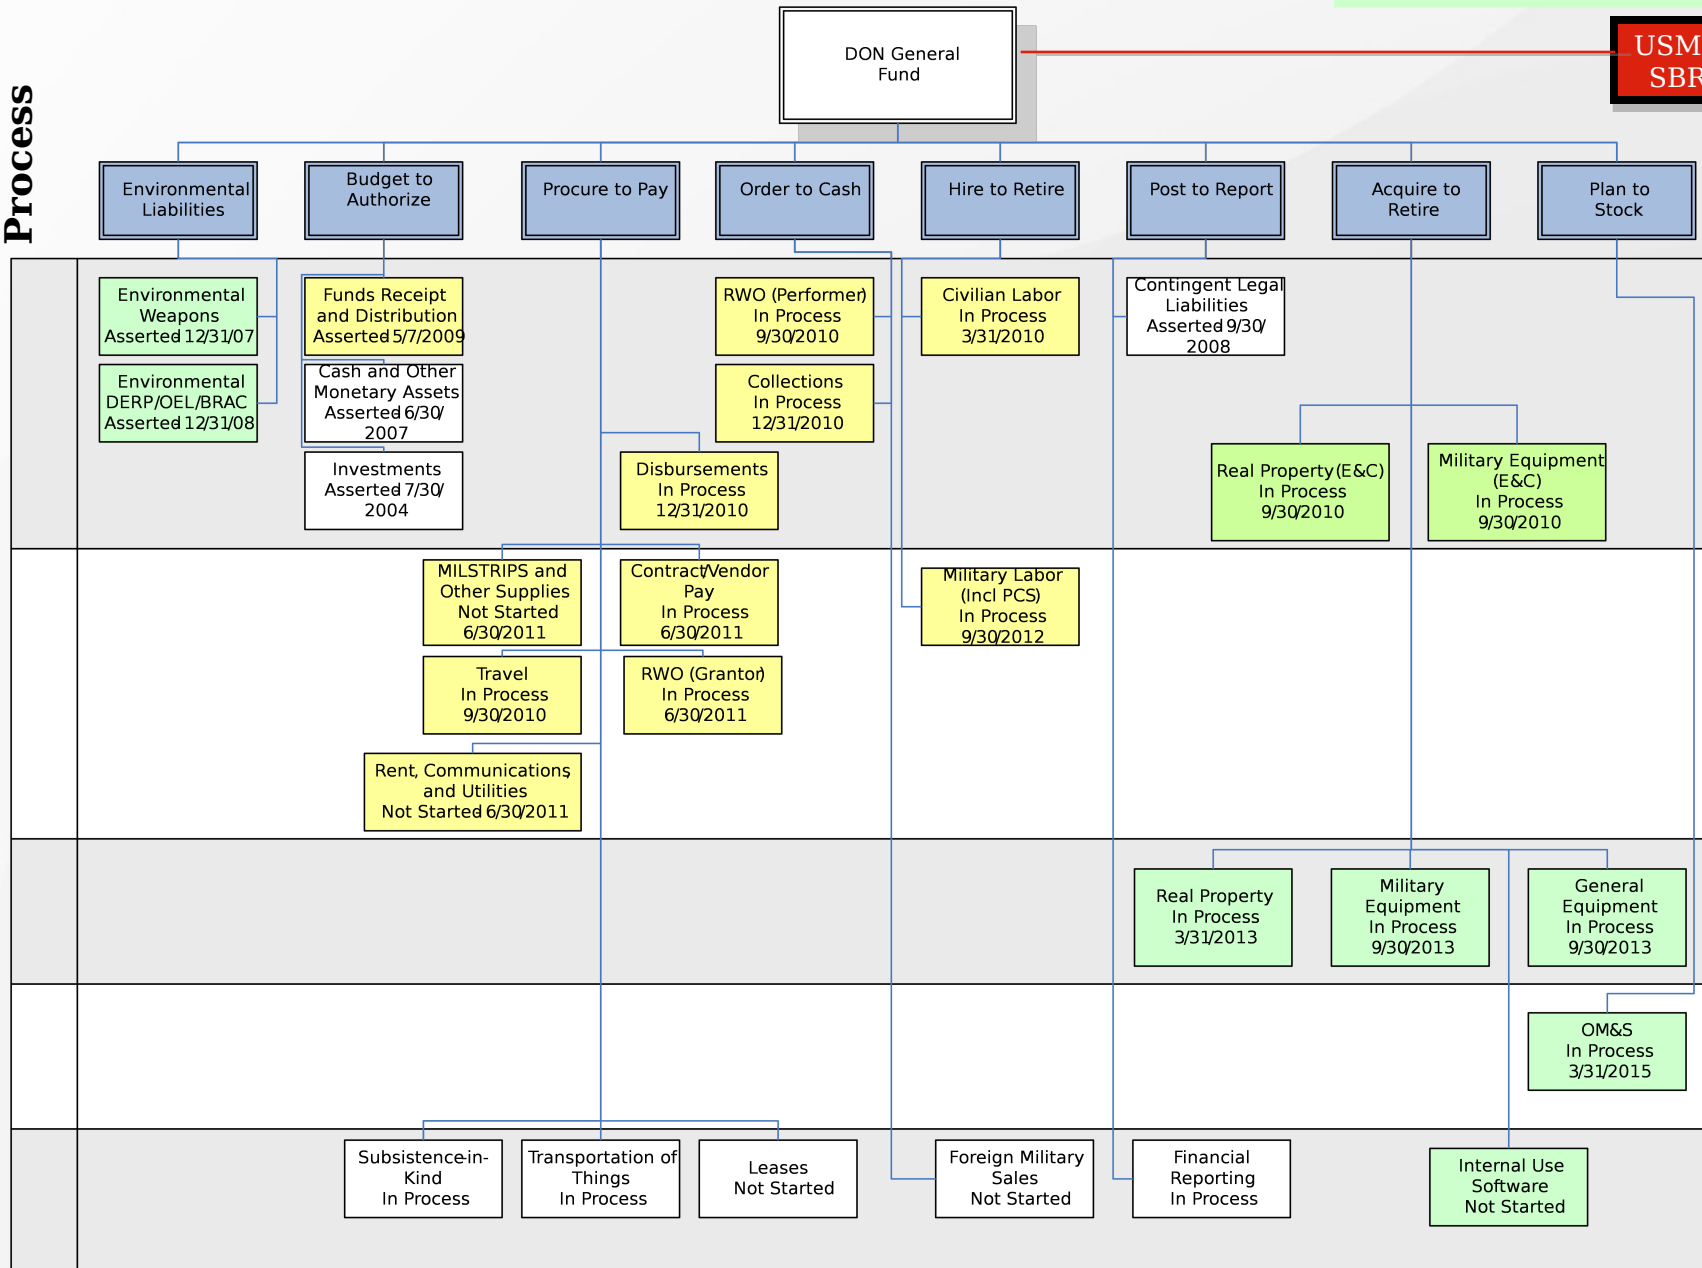 DON General
Fund
USM
SBR
Process
Environmental
Liabilities
Budget to
Authorize
Procure to Pay
Order to Cash
Hire to Retire
Post to Report
Acquire to
Retire
Plan to
Stock
Environmental
Weapons
Asserted-12/31/07
Funds Receipt
and Distribution
Asserted-5/7/2009
RWO (Performer)
In Process
9/30/2010
Civilian Labor
In Process
3/31/2010
Contingent Legal
Liabilities
Asserted-9/30/
2008
Environmental
DERP/OEL/BRAC
Asserted-12/31/08
Cash and Other
Monetary Assets
Asserted-6/30/
2007
Collections
In Process
12/31/2010
Investments
Asserted-7/30/
2004
Disbursements
In Process
12/31/2010
Real Property(E&C)
In Process
9/30/2010
Military Equipment
(E&C)
In Process
9/30/2010
MILSTRIPS and
Other Supplies
Not Started
6/30/2011
Contract/Vendor
Pay
In Process
6/30/2011
Military Labor
(Incl PCS)
In Process
9/30/2012
Travel
In Process
9/30/2010
RWO (Grantor)
In Process
6/30/2011
Rent, Communications,
and Utilities
Not Started-6/30/2011
Real Property
In Process
3/31/2013
Military
Equipment
In Process
9/30/2013
General
Equipment
In Process
9/30/2013
OM&S
In Process
3/31/2015
Subsistence-in-
Kind
In Process
Transportation of
Things
In Process
Leases
Not Started
Foreign Military
Sales
Not Started
Financial
Reporting
In Process
Internal Use
Software
Not Started